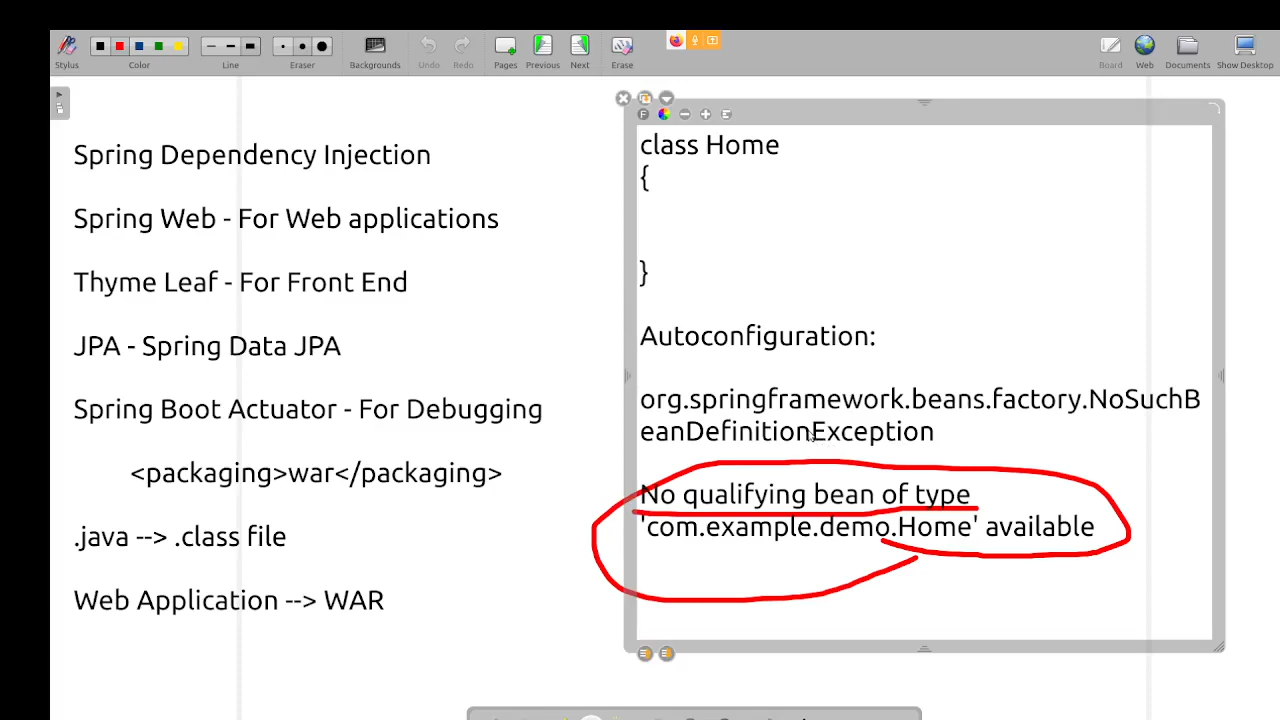 Stylus
Color
Line
Eraser
Backgrounds
Undo
Redo
Pages
Previous
Next
Erase
Board
Web
Documents
Show Desktop
Spring Dependency Injection
Spring Web - For Web applications
Thyme Leaf - For Front End
JPA - Spring Data JPA
Spring Boot Actuator - For Debugging
<packaging>war</packaging>
.java --> .class file
Web Application --> WAR
class Home
{
}
Autoconfiguration:
org.springframework.beans.factory.NoSuchB
eanDefinitionException
No qualifying bean of type
'com.example.demo.Home' available